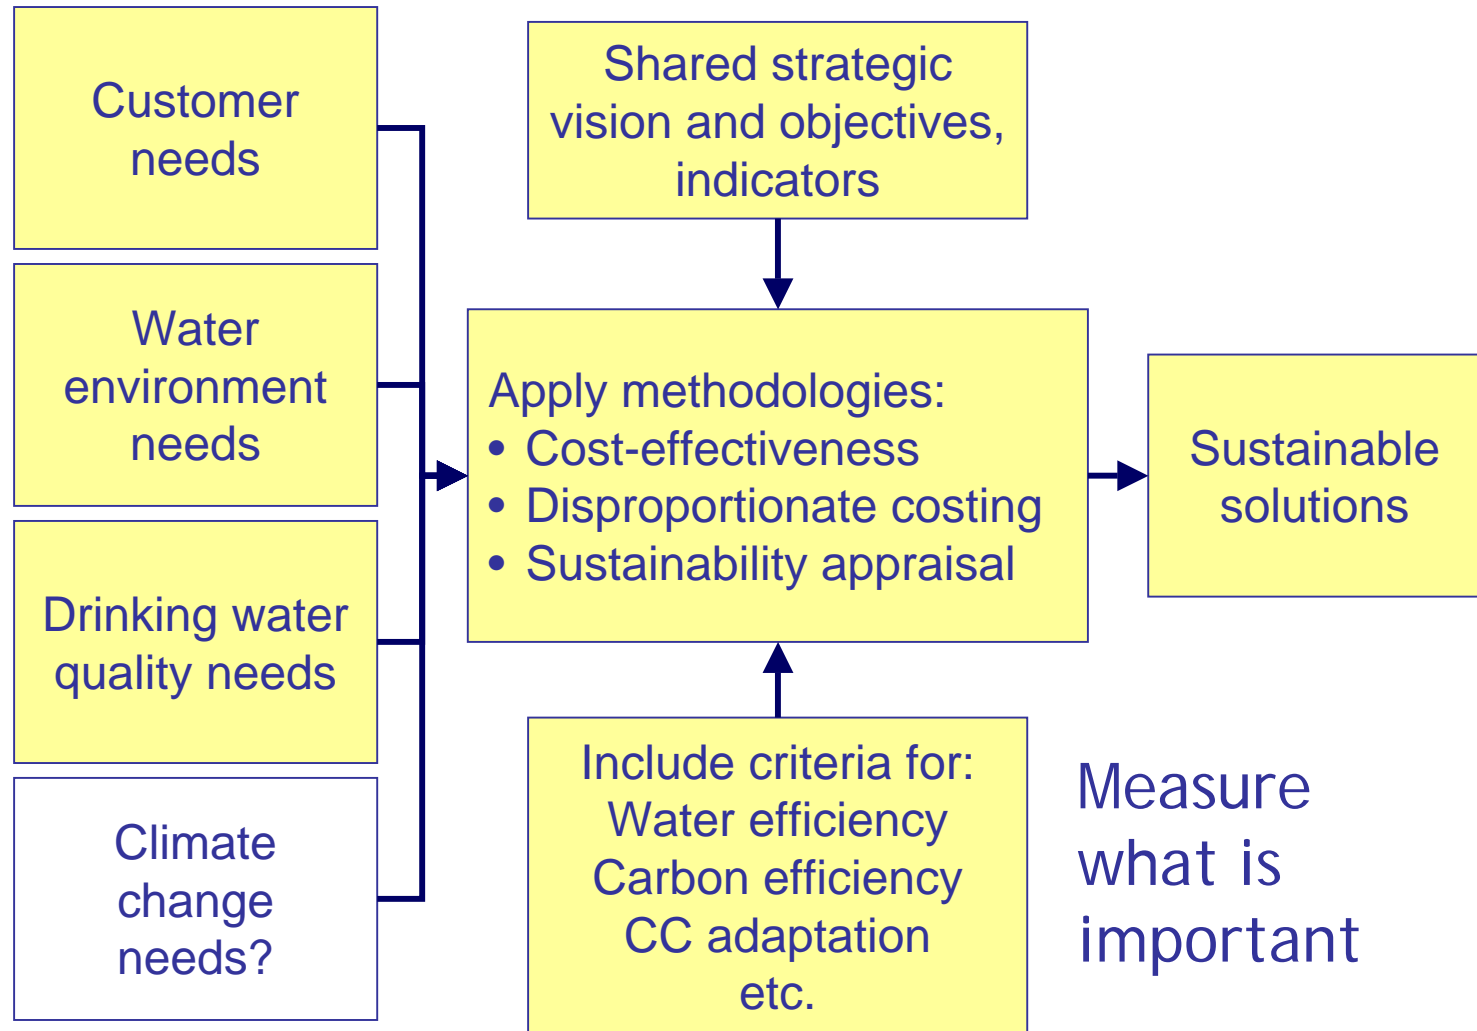 Customer
needs
Water
environment
needs
Drinking water
quality needs
Climate
change
needs?
Shared strategic
vision and objectives,
indicators
Apply methodologies:
• Cost-effectiveness
• Disproportionate costing
• Sustainability appraisal
Include criteria for:
Water efficiency
Carbon efficiency
CC adaptation
etc.
Sustainable
solutions
Measure
what is
important